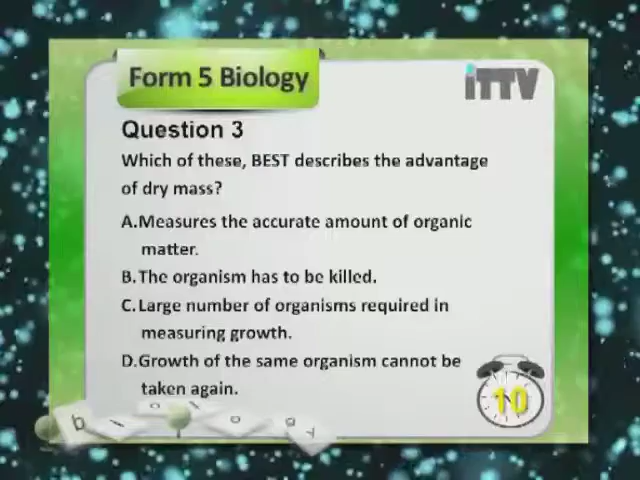 Form 5 Biology
iTTV
Question 3
Which of these, BEST describes the advantage
of dry mass?
A.Measures the accurate amount of organic
matter.
B.The organism has to be killed.
C.Large number of organisms required in
measuring growth.
D.Growth of the same organism cannot be
taken again.
10